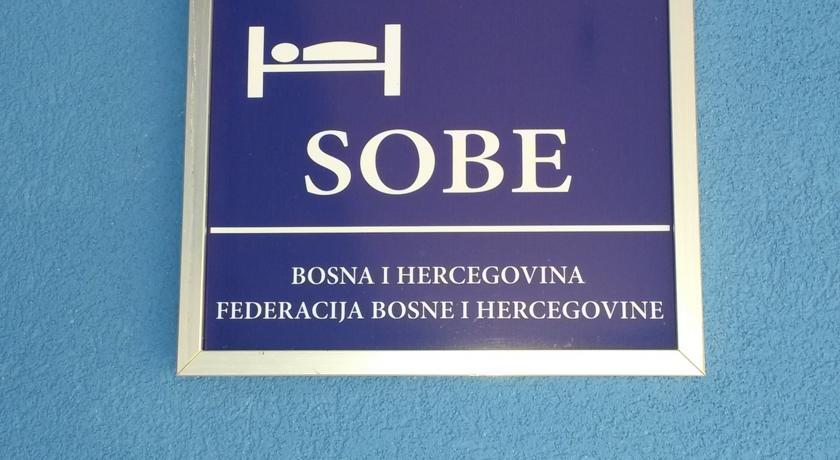 SOBE
BOSNA I HERCEGOVINA
FEDERACIJA BOSNE I HERCEGOVINE